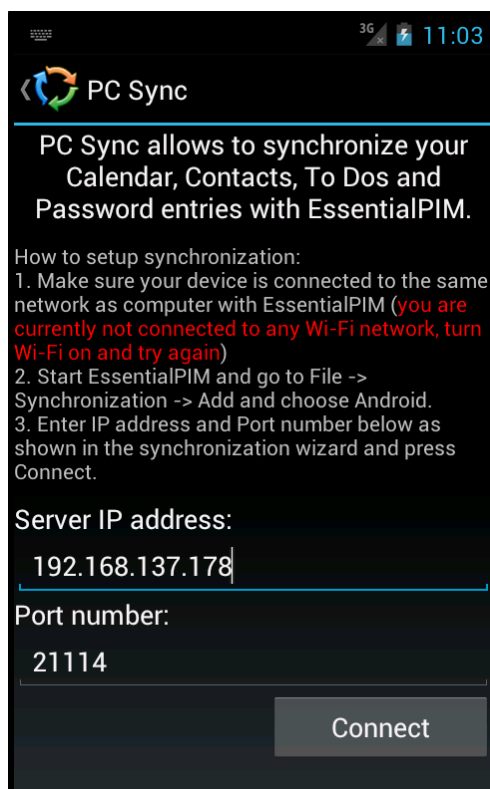 3G 11:03
PC Sync
PC Sync allows to synchronize your
Calendar, Contacts, To Dos and
Password entries with EssentialPIM.
How to setup synchronization:
1. Make sure your device is connected to the same
network as computer with EssentialPIM (you are
currently not connected to any Wi-Fi network, turn
Wi-Fi on and try again)
2. Start EssentialPIM and go to File ->
Synchronization -> Add and choose Android.
3. Enter IP address and Port number below as
shown in the synchronization wizard and press
Connect.
Server IP address:
192.168.137.178
Port number:
21114
Connect